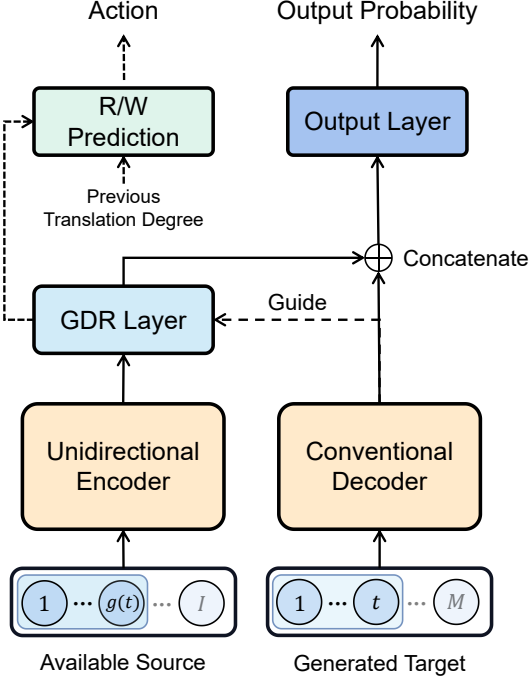 Action
Output Probability
R/W
Prediction
Output Layer
Previous
Translation Degree
Concatenate
GDR Layer
Guide
Unidirectional
Encoder
Conventional
Decoder
1 ... g(t) ... I
1 ... t ... M
Available Source
Generated Target